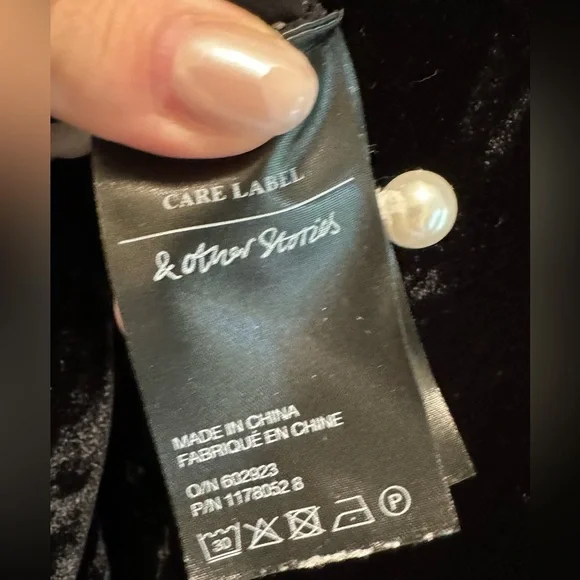 CARE LABEL
& Other Stories
MADE IN CHINA
FABRIQUÉ EN CHINE
O/N 602923
P/N 1178052 8
30 P